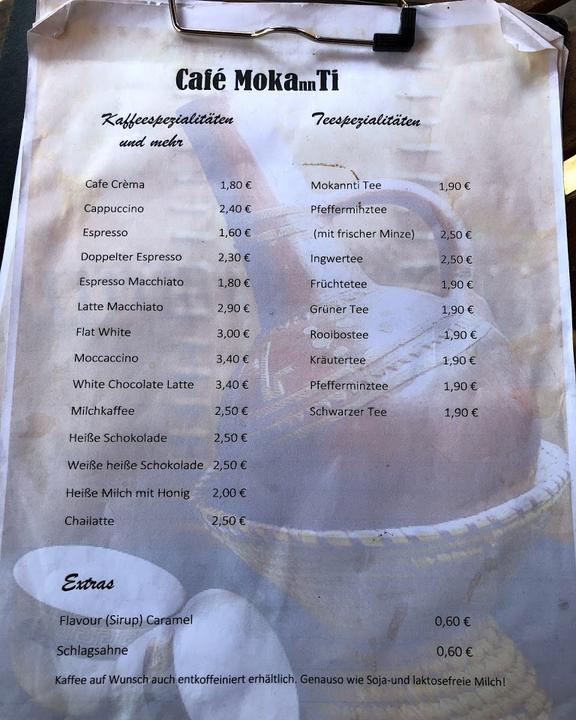 Café MokannTi
Kaffeespezialitäten
und mehr
Cafe Crèma 1,80 €
Cappuccino 2,40 €
Espresso 1,60 €
Doppelter Espresso 2,30 €
Espresso Macchiato 1,80 €
Latte Macchiato 2,90 €
Flat White 3,00 €
Moccaccino 3,40 €
White Chocolate Latte 3,40 €
Milchkaffee 2,50 €
Heiße Schokolade 2,50 €
Weiße heiße Schokolade 2,50 €
Heiße Milch mit Honig 2,00 €
Chailatte 2,50 €
Teespezialitäten
Mokannti Tee 1,90 €
Pfefferminztee
(mit frischer Minze) 2,50 €
Ingwertee 2,50 €
Früchtetee 1,90 €
Grüner Tee 1,90 €
Rooibostee 1,90 €
Kräutertee 1,90 €
Pfefferminztee 1,90 €
Schwarzer Tee 1,90 €
Extras
Flavour (Sirup) Caramel 0,60 €
Schlagsahne 0,60 €
Kaffee auf Wunsch auch entkoffeiniert erhältlich. Genauso wie Soja-und laktosefreie Milch!